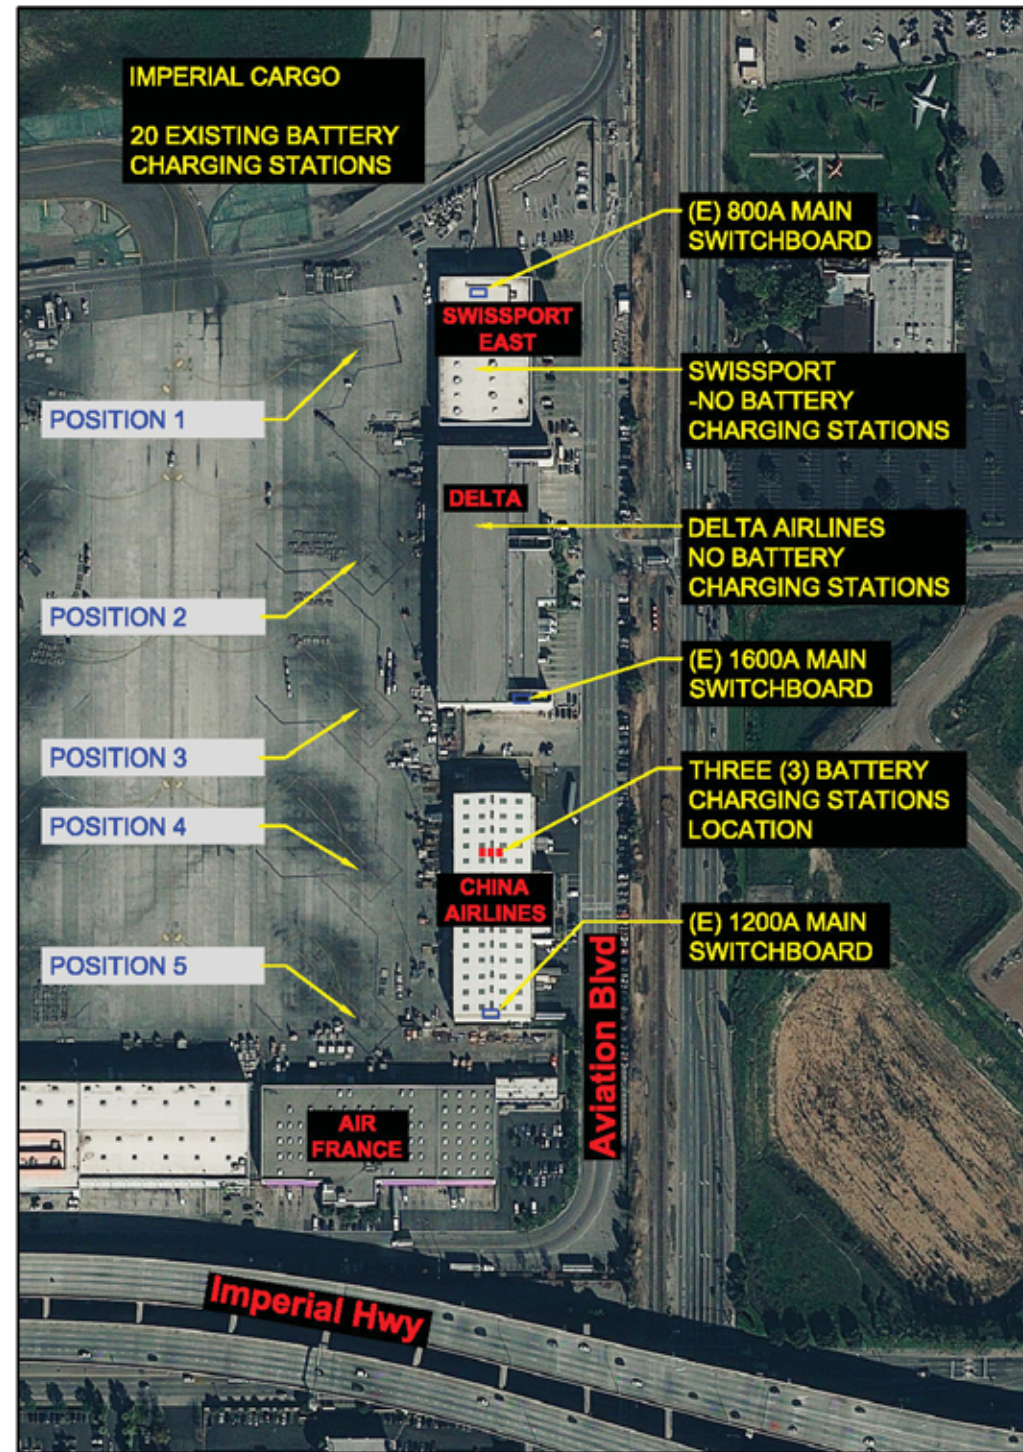 IMPERIAL CARGO
20 EXISTING BATTERY
CHARGING STATIONS
(E) 800A MAIN
SWITCHBOARD
SWISSPORT
EAST
SWISSPORT
-NO BATTERY
CHARGING STATIONS
POSITION 1
DELTA
DELTA AIRLINES
NO BATTERY
CHARGING STATIONS
POSITION 2
(E) 1600A MAIN
SWITCHBOARD
POSITION 3
THREE (3) BATTERY
CHARGING STATIONS
LOCATION
POSITION 4
CHINA
AIRLINES
(E) 1200A MAIN
SWITCHBOARD
POSITION 5
Aviation Blvd
AIR
FRANCE
Imperial Hwy